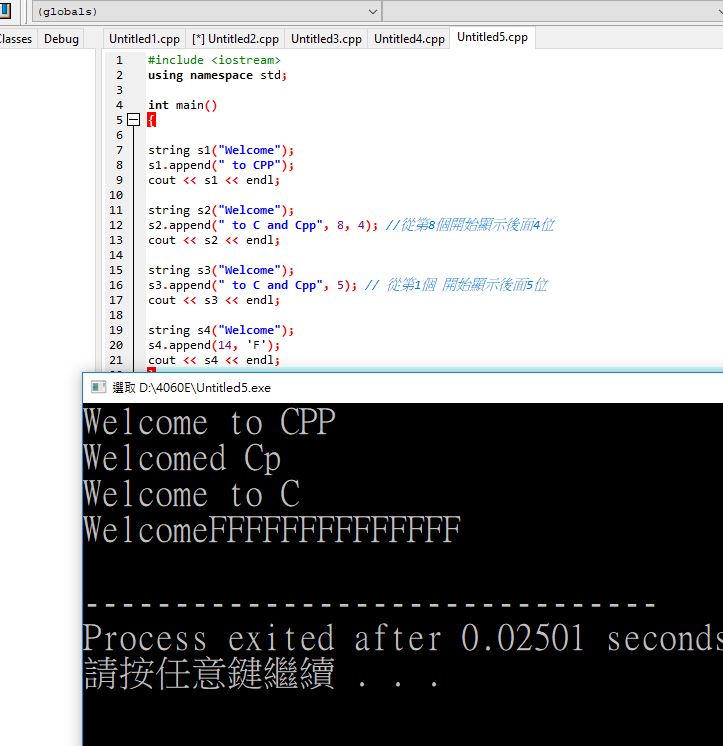 (globals)
Classes Debug
Untitled1.cpp [*] Untitled2.cpp Untitled3.cpp Untitled4.cpp Untitled5.cpp
1 #include <iostream>
2 using namespace std;
3
4 int main()
5 {
6
7 string s1("Welcome");
8 s1.append(" to CPP");
9 cout << s1 << endl;
10
11 string s2("Welcome");
12 s2.append(" to C and Cpp", 8, 4); //從第8個開始顯示後面4位
13 cout << s2 << endl;
14
15 string s3("Welcome");
16 s3.append(" to C and Cpp", 5); // 從第1個 開始顯示後面5位
17 cout << s3 << endl;
18
19 string s4("Welcome");
20 s4.append(14, 'F');
21 cout << s4 << endl;
選取 D:\4060E\Untitled5.exe
Welcome to CPP
Welcomed Cp
Welcome to C
WelcomeFFFFFFFFFFFFFF
--------------------------------
Process exited after 0.02501 seconds
請按任意鍵繼續 . . .